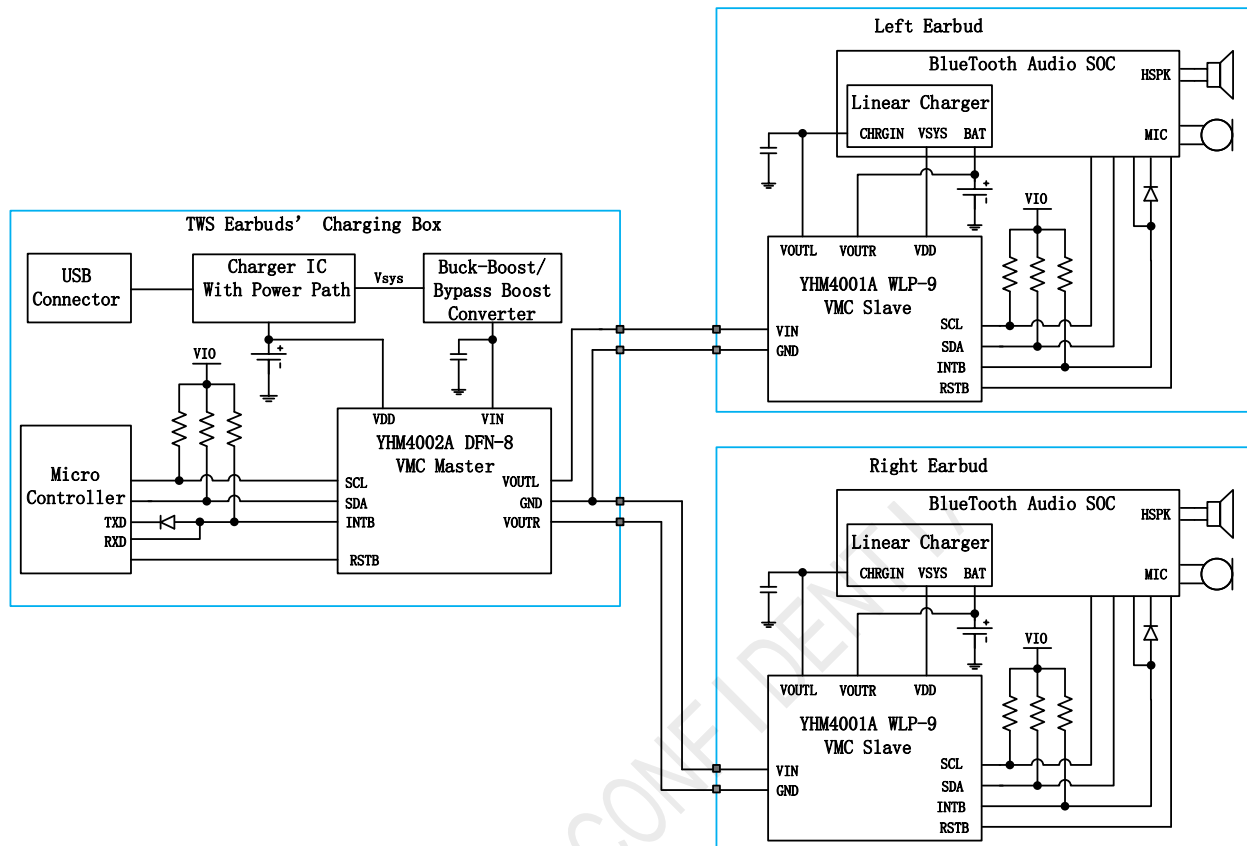 Left Earbud
BlueTooth Audio SOC
HSPK
Linear Charger
CHRGIN VSYS BAT
MIC
VIO
VOUTL VOUTR VDD
YHM4001A WLP-9
VMC Slave
VIN
GND
SCL
SDA
INTB
RSTB
TWS Earbuds’ Charging Box
USB
Connector
Charger IC
With Power Path
Vsys
Buck-Boost/
Bypass Boost
Converter
VIO
VDD VIN
YHM4002A DFN-8
VMC Master
Micro
Controller
TXD
RXD
SCL
SDA
INTB
RSTB
VOUTL
GND
VOUTR
Right Earbud
BlueTooth Audio SOC
HSPK
Linear Charger
CHRGIN VSYS BAT
MIC
VIO
VOUTL VOUTR VDD
YHM4001A WLP-9
VMC Slave
VIN
GND
SCL
SDA
INTB
RSTB